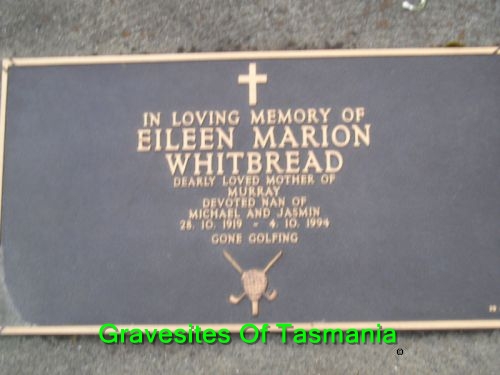 IN LOVING MEMORY OF
EILEEN MARION
WHITBREAD
DEARLY LOVED MOTHER OF
MURRAY
DEVOTED NAN OF
MICHAEL AND JASMIN
28. 10. 1919 - 4. 10. 1994
GONE GOLFING
Gravesites Of Tasmania
©